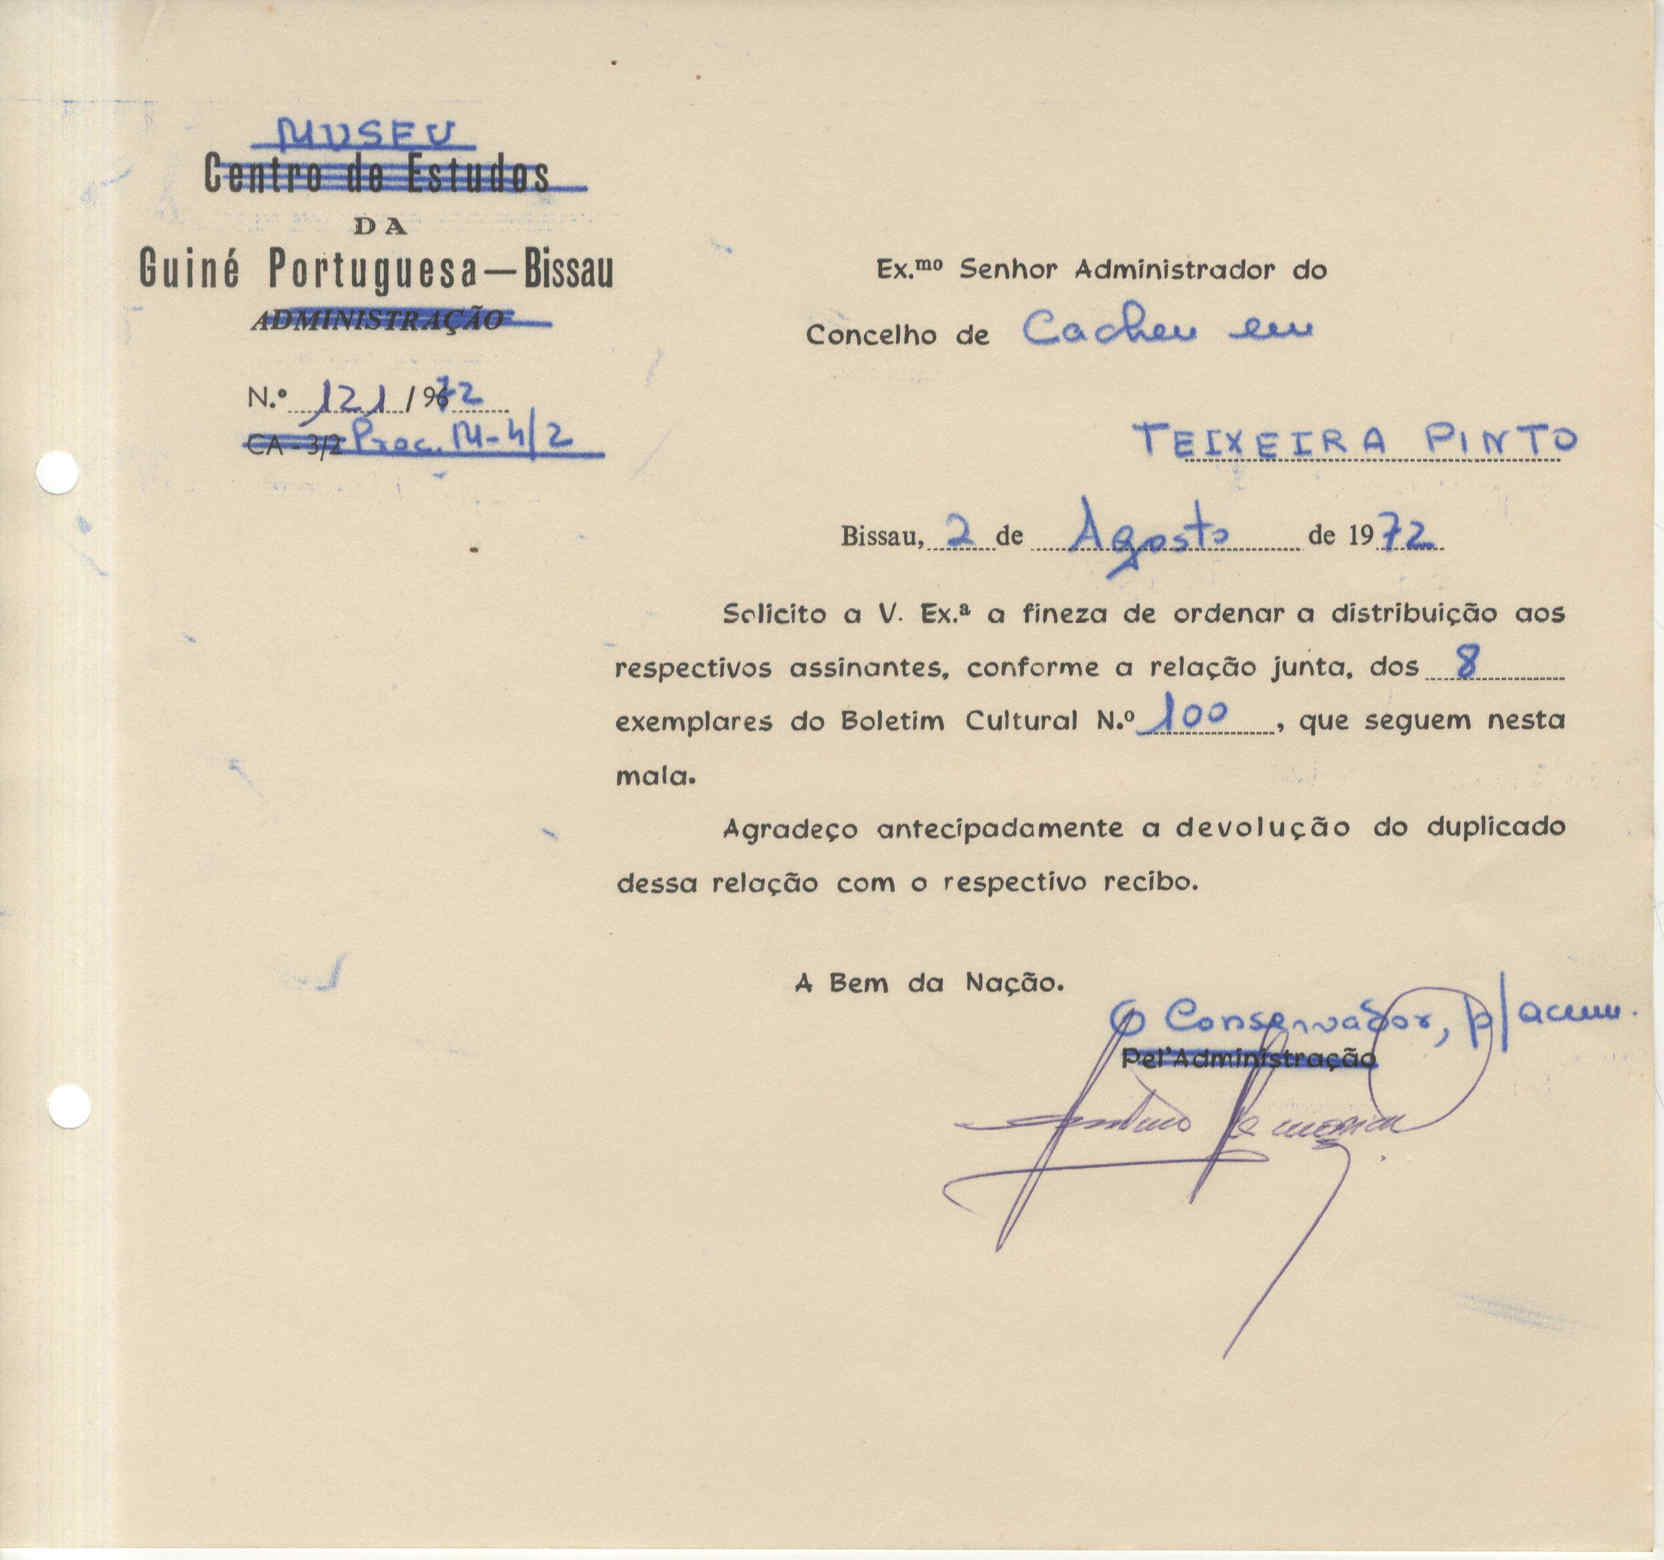 MUSEU
Centro de Estudos
DA
Guiné Portuguesa—Bissau
ADMINISTRAÇÃO
N.º 121/972
CA-3/2 Proc. M-4/2
Ex.mo Senhor Administrador do
Concelho de Cacheu em
TEIXEIRA PINTO
Bissau, 2 de Agosto de 1972
Solicito a V. Ex.ª a fineza de ordenar a distribuição aos
respectivos assinantes, conforme a relação junta, dos 8
exemplares do Boletim Cultural N.º 100, que seguem nesta
mala.
Agradeço antecipadamente a devolução do duplicado
dessa relação com o respectivo recibo.
A Bem da Nação.
O Conservador, p/acum.
Pel'Administração